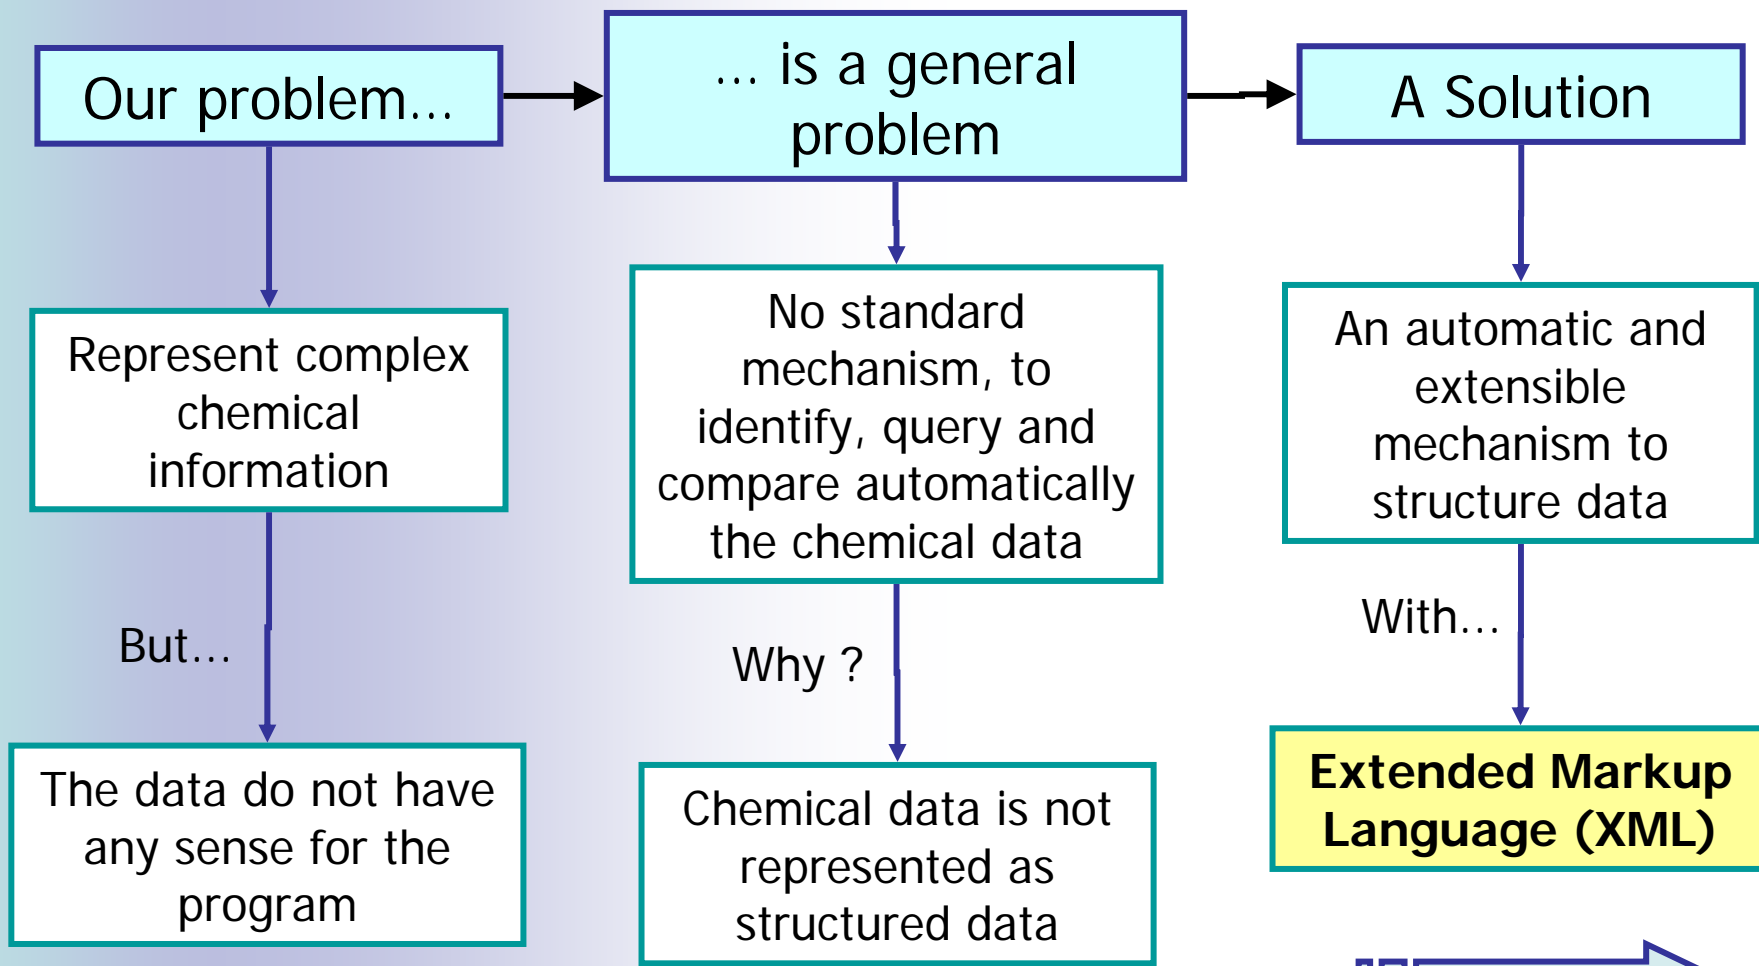 Our problem...
... is a general
problem
A Solution
Represent complex
chemical
information
But...
The data do not have
any sense for the
program
No standard
mechanism, to
identify, query and
compare automatically
the chemical data
Why ?
Chemical data is not
represented as
structured data
An automatic and
extensible
mechanism to
structure data
With...
Extended Markup
Language (XML)